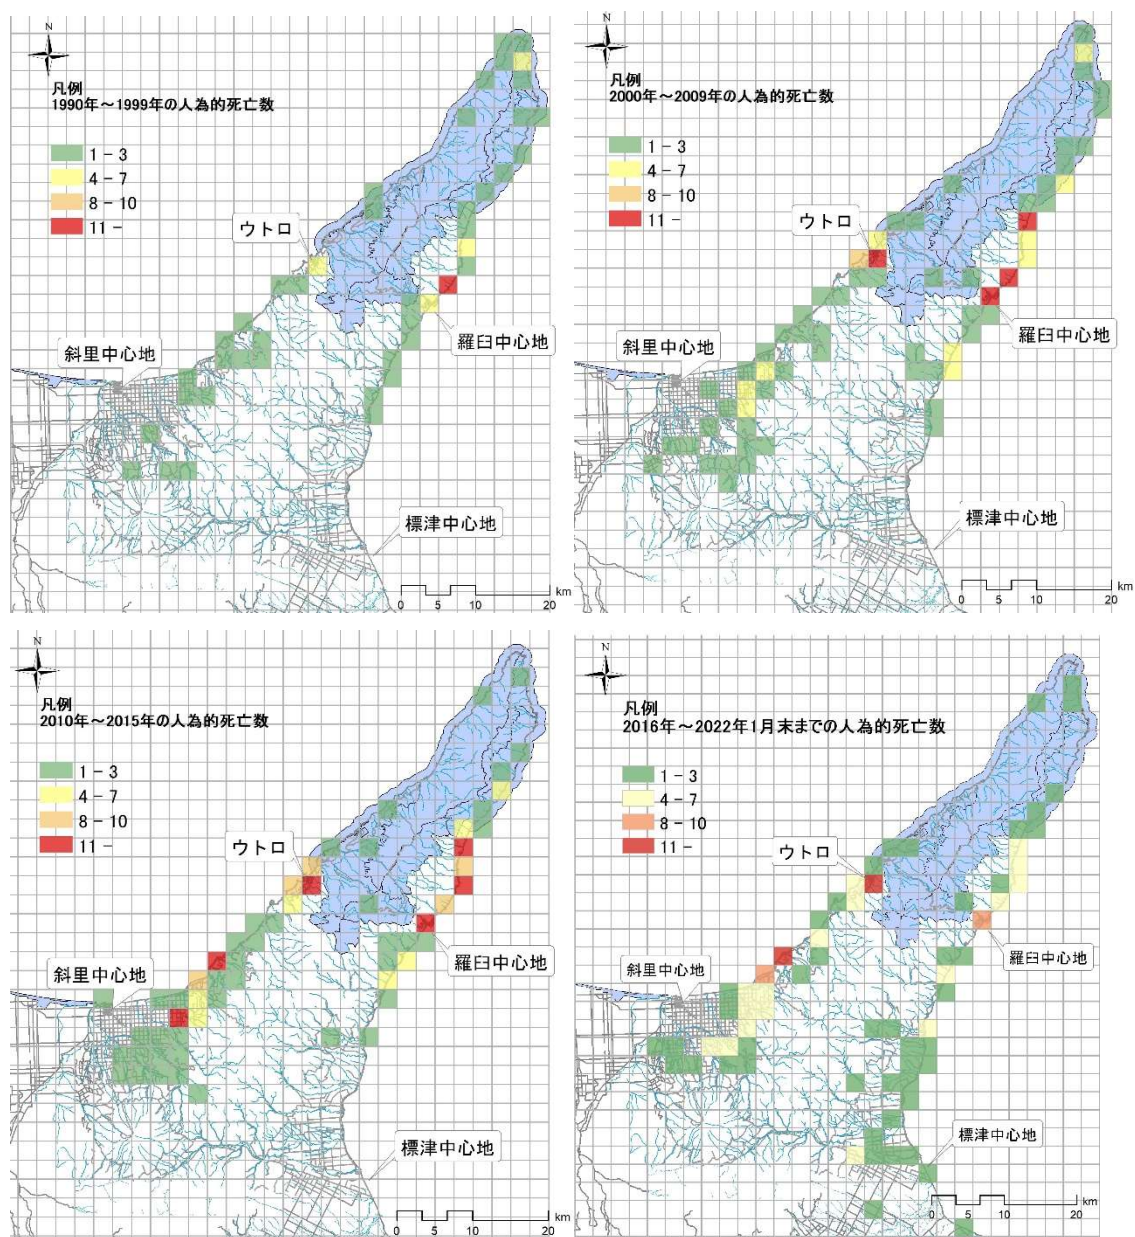 N
凡例
1990年～1999年の人為的死亡数
1 - 3
4 - 7
8 - 10
11 -
ウトロ
斜里中心地
羅臼中心地
標津中心地
km
0 5 10 20
N
凡例
2000年～2009年の人為的死亡数
1 - 3
4 - 7
8 - 10
11 -
ウトロ
斜里中心地
羅臼中心地
標津中心地
km
0 5 10 20
N
凡例
2010年～2015年の人為的死亡数
1 - 3
4 - 7
8 - 10
11 -
ウトロ
斜里中心地
羅臼中心地
標津中心地
km
0 5 10 20
N
凡例
2016年～2022年1月末までの人為的死亡数
1 - 3
4 - 7
8 - 10
11 -
ウトロ
斜里中心地
羅臼中心地
標津中心地
km
0 5 10 20